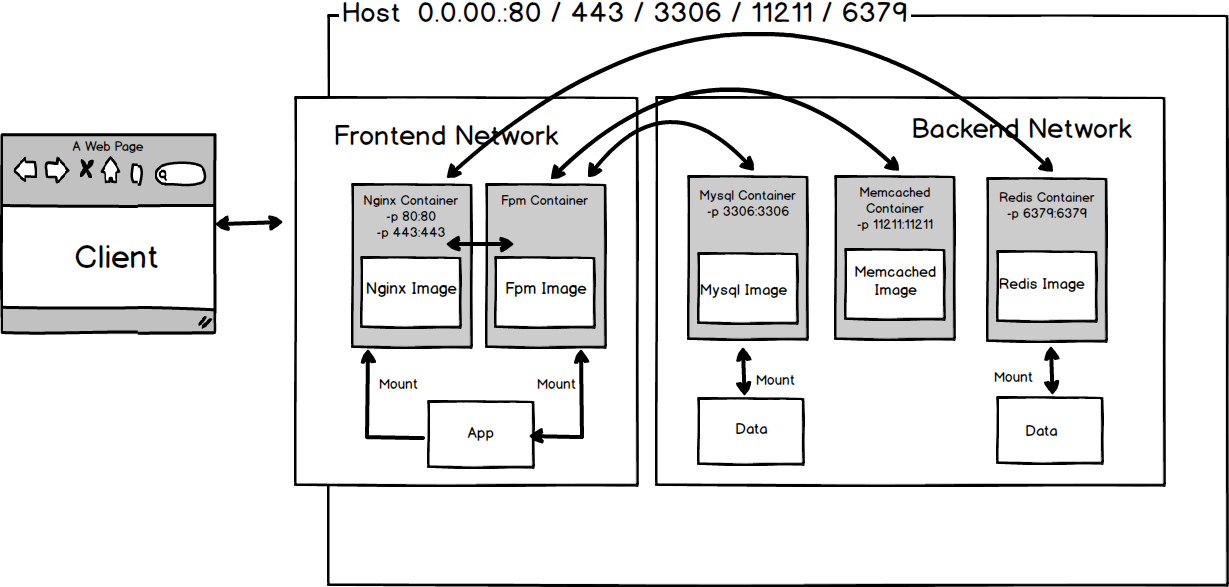 Host 0.0.00.:80 / 443 / 3306 / 11211 / 6379
A Web Page
Client
Frontend Network
Nginx Container
-p 80:80
-p 443:443
Nginx Image
Fpm Container
Fpm Image
Mount
Mount
App
Backend Network
Mysql Container
-p 3306:3306
Mysql Image
Memcached
Container
-p 11211:11211
Memcached
Image
Redis Container
-p 6379:6379
Redis Image
Mount
Data
Mount
Data